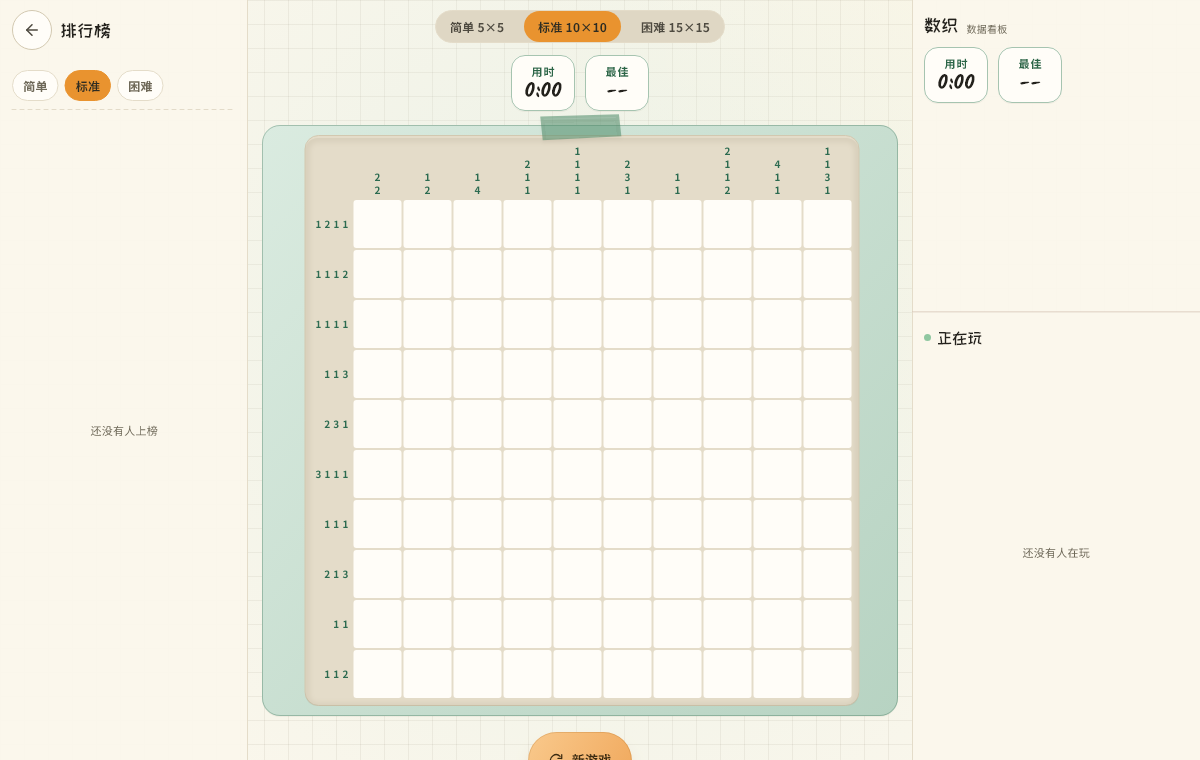 排行榜
简单 标准 困难
还没有人上榜
简单 5×5 标准 10×10 困难 15×15
用时 最佳
0:00 --
1 2 1
2 1 2 1 4 1
2 1 1 1 1 3 1 1 1 3
2 2 4 1 1 1 1 2 1 1
1 2 1 1
1 1 1 2
1 1 1 1
1 1 3
2 3 1
3 1 1 1
1 1 1
2 1 3
1 1
1 1 2
新游戏
数织 数据看板
用时 最佳
0:00 --
正在玩
还没有人在玩